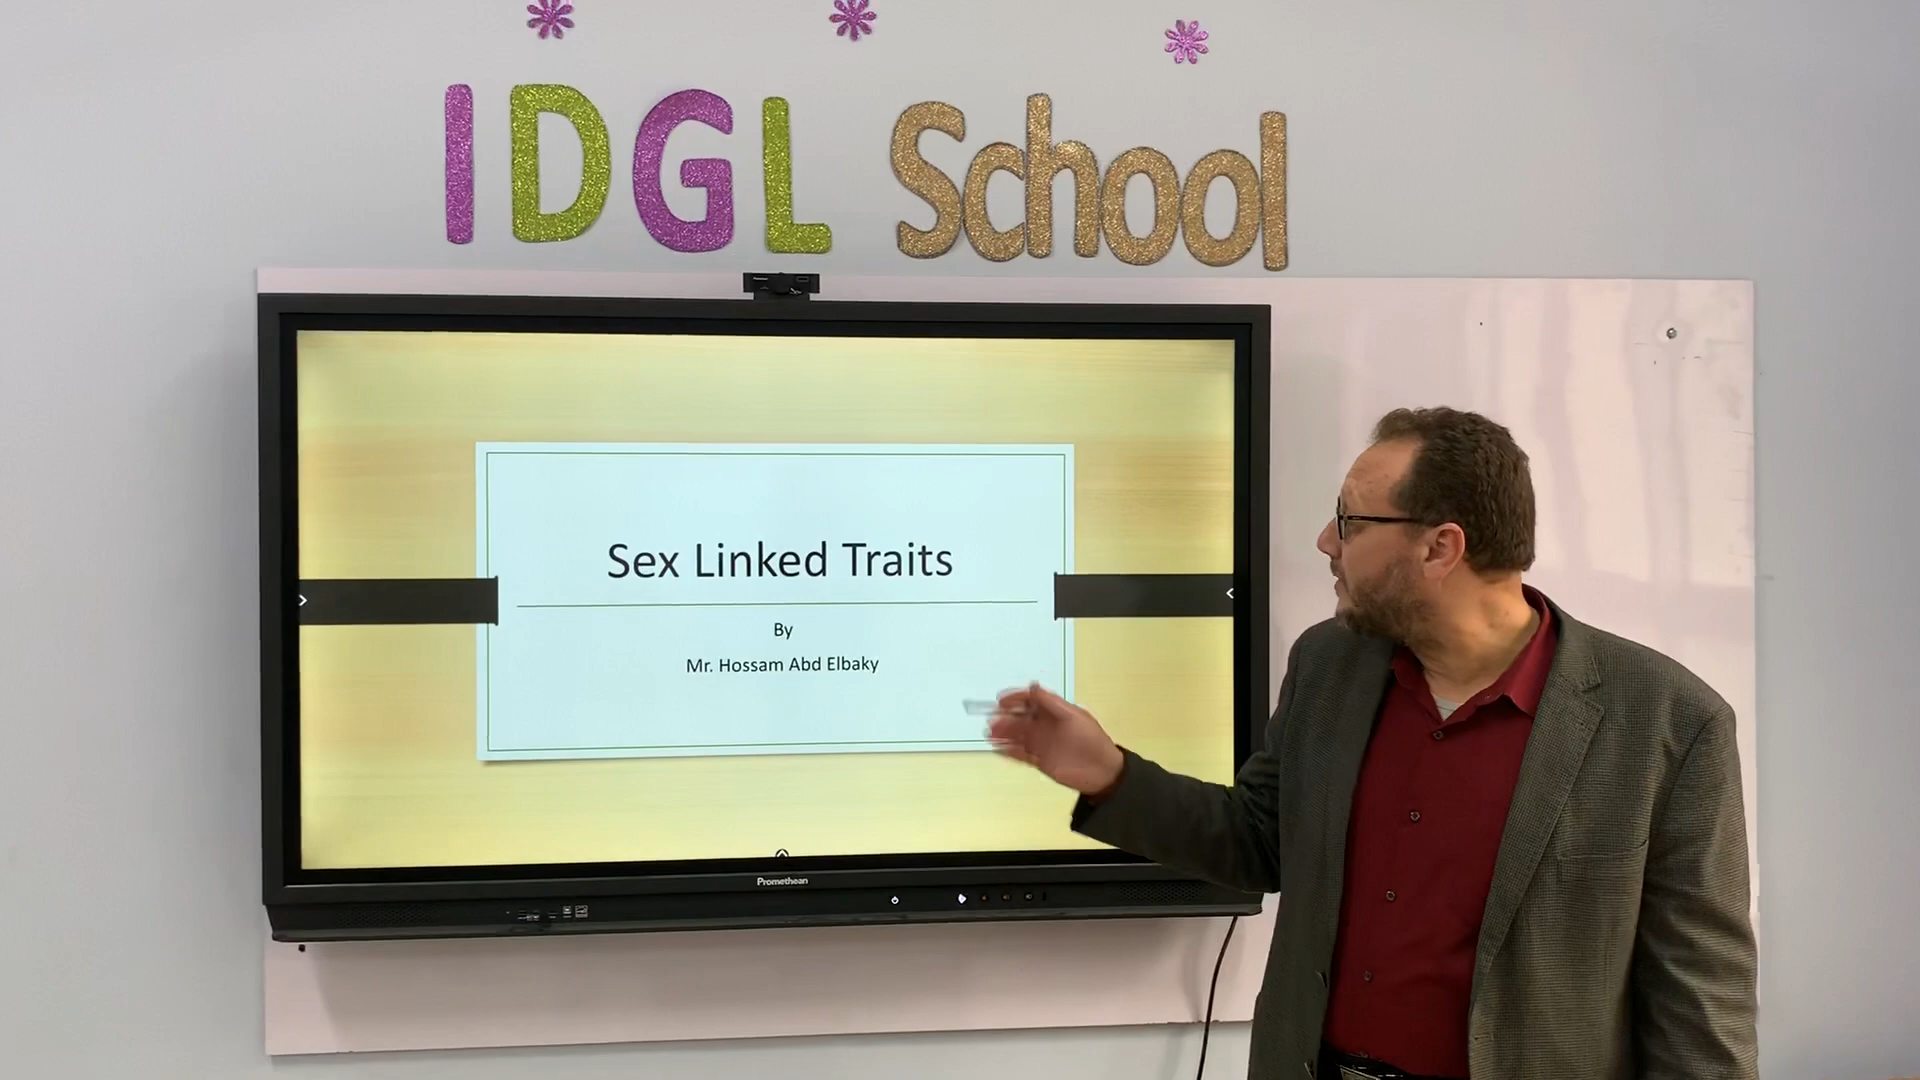 IDGL School
Sex Linked Traits
By
Mr. Hossam Abd Elbaky
Promethean